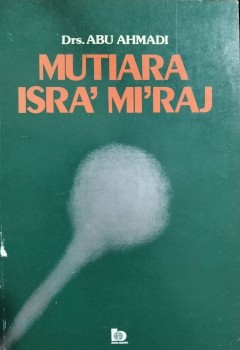 Drs. ABU AHMADI
MUTIARA
ISRA' MI'RAJ